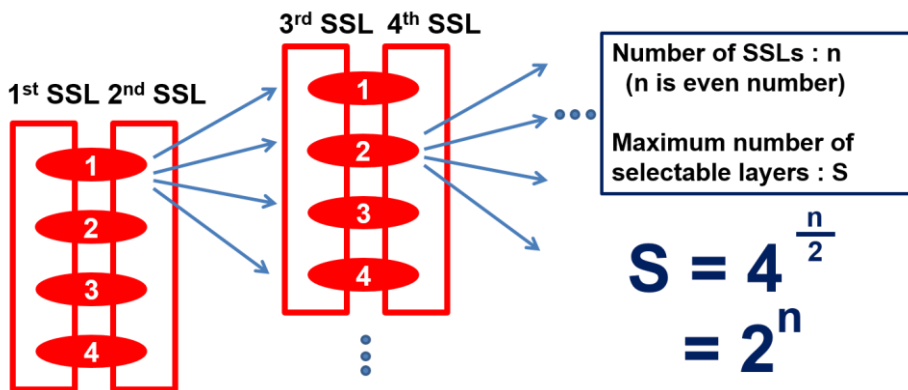 1st SSL 2nd SSL
1
2
3
4
3rd SSL 4th SSL
1
2
3
4
Number of SSLs : n
(n is even number)
Maximum number of
selectable layers : S
S = 4^(n/2)
= 2^n